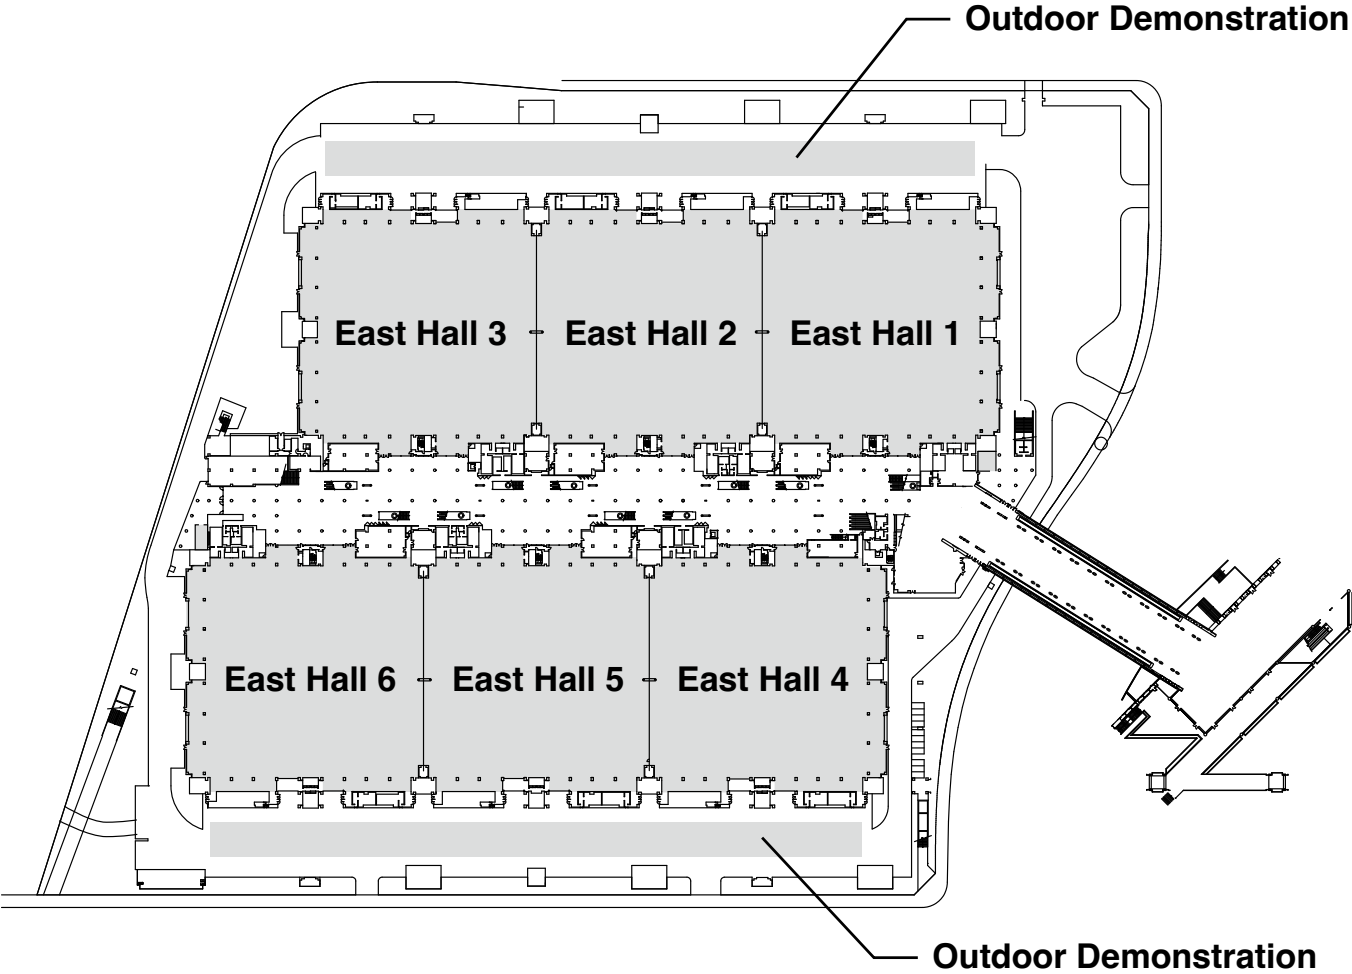 Outdoor Demonstration
East Hall 3
East Hall 2
East Hall 1
East Hall 6
East Hall 5
East Hall 4
Outdoor Demonstration